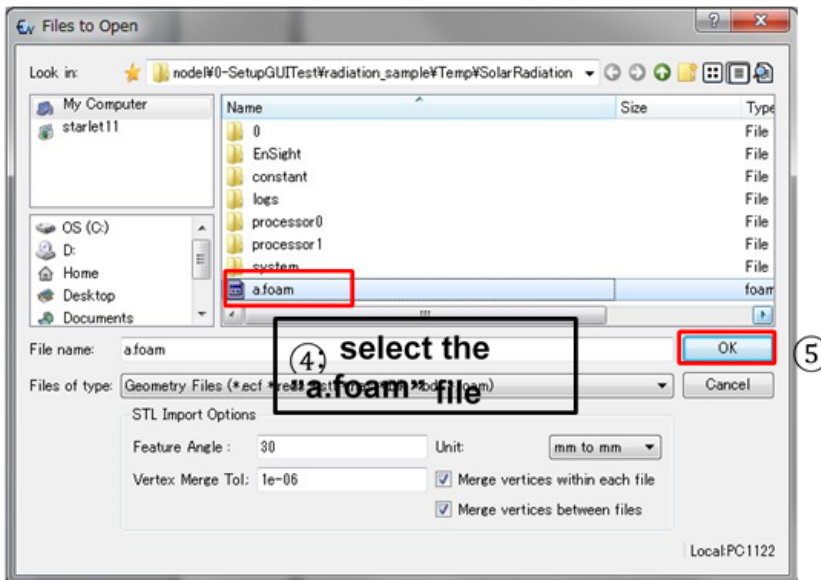 Files to Open
Look in: nodel¥0-SetupGUITest¥radiation_sample¥Temp¥SolarRadiation
My Computer
starlet11
Name Size Type
0 File
EnSight File
constant File
logs File
processor0 File
processor1 File
system File
a.foam foam
OS (C:)
D:
Home
Desktop
Documents
File name: a.foam OK
⑤
④; select the
"a.foam" file
Files of type: Geometry Files (*.ecf foam) Cancel
STL Import Options
Feature Angle : 30 Unit: mm to mm
Vertex Merge Tol: 1e-06 Merge vertices within each file
Merge vertices between files
Local:PC1122